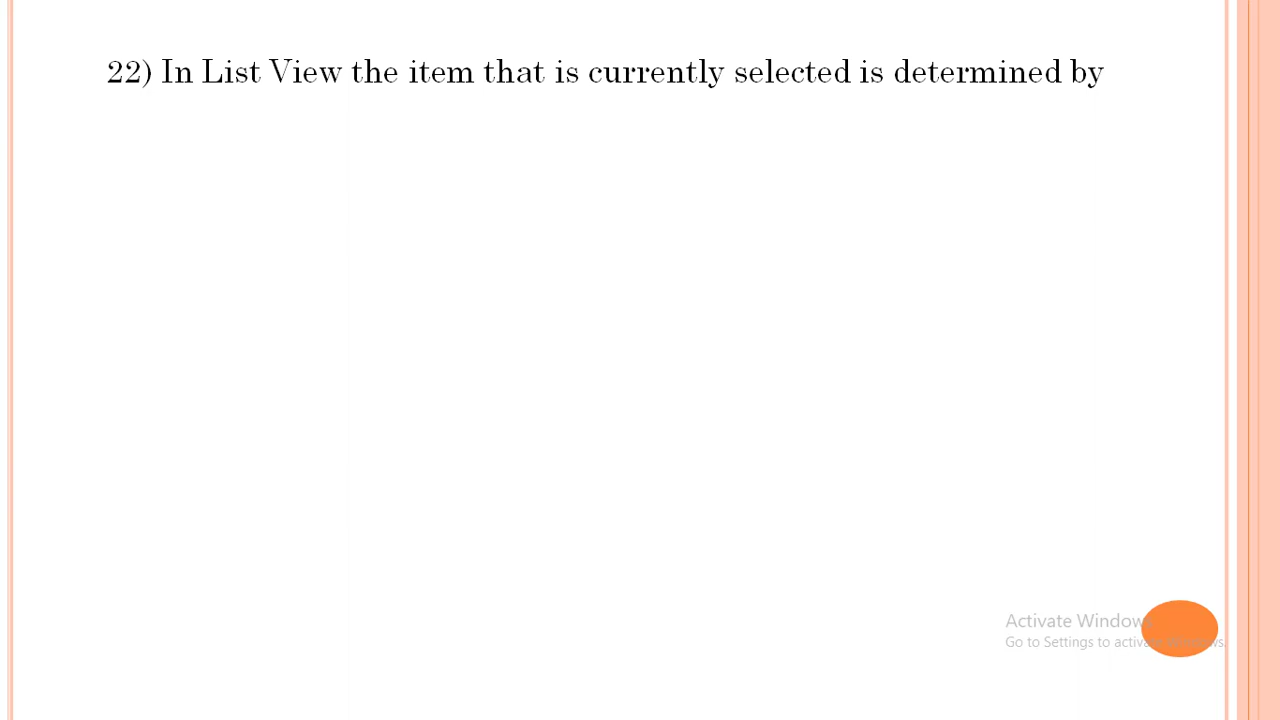 22) In List View the item that is currently selected is determined by
Activate Windows
Go to Settings to activate Windows.